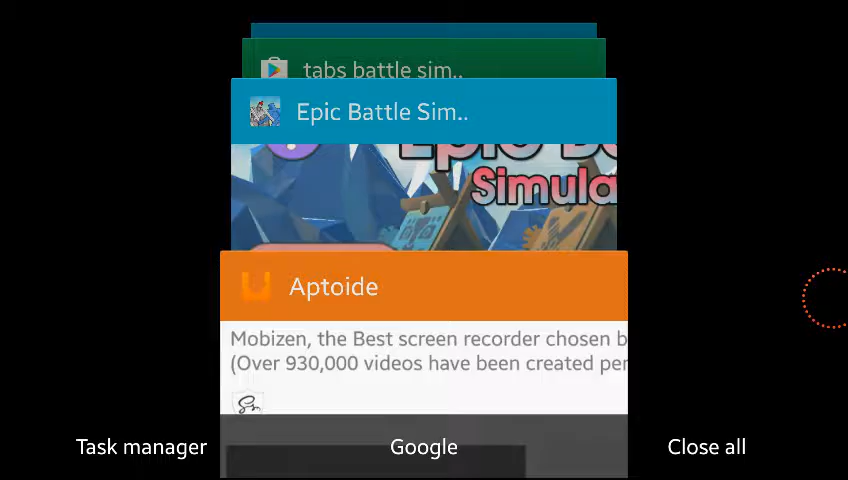 tabs battle sim..
Epic Battle Sim..
Simula
Aptoide
Mobizen, the Best screen recorder chosen b
(Over 930,000 videos have been created per
Task manager
Google
Close all